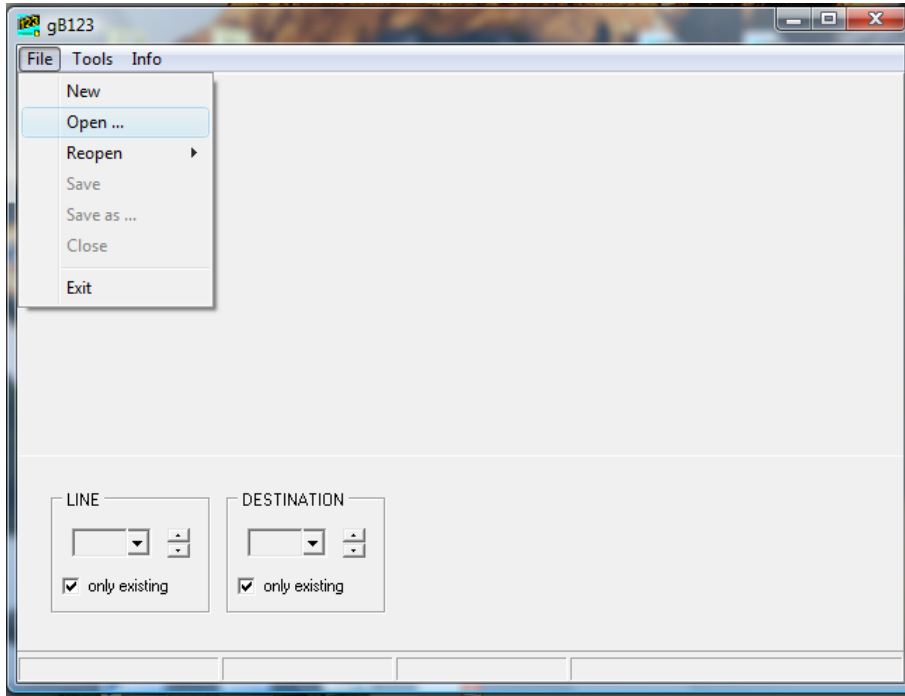 gB123
File Tools Info
New
Open ...
Reopen
Save
Save as ...
Close
Exit
LINE
DESTINATION
only existing
only existing